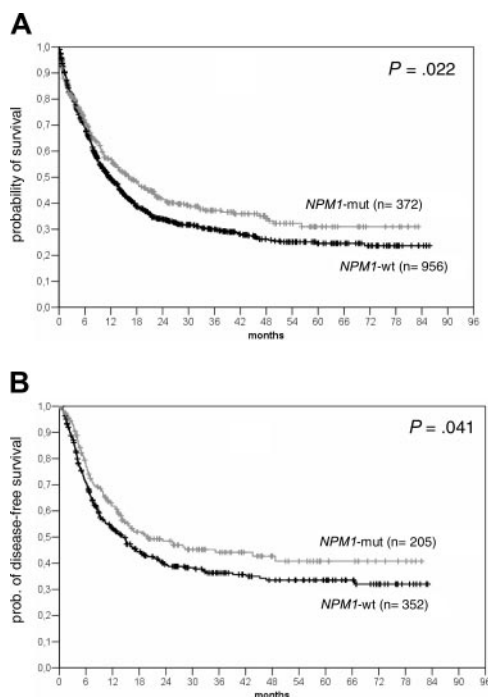 A
P = .022
probability of survival
1,0
0,9
0,8
0,7
0,6
0,5
0,4
0,3
0,2
0,1
0,0
NPM1-mut (n= 372)
NPM1-wt (n= 956)
0 6 12 18 24 30 36 42 48 54 60 66 72 78 84 90 96
months
B
P = .041
prob. of disease-free survival
1,0
0,9
0,8
0,7
0,6
0,5
0,4
0,3
0,2
0,1
0,0
NPM1-mut (n= 205)
NPM1-wt (n= 352)
0 6 12 18 24 30 36 42 48 54 60 66 72 78 84 90 96
months